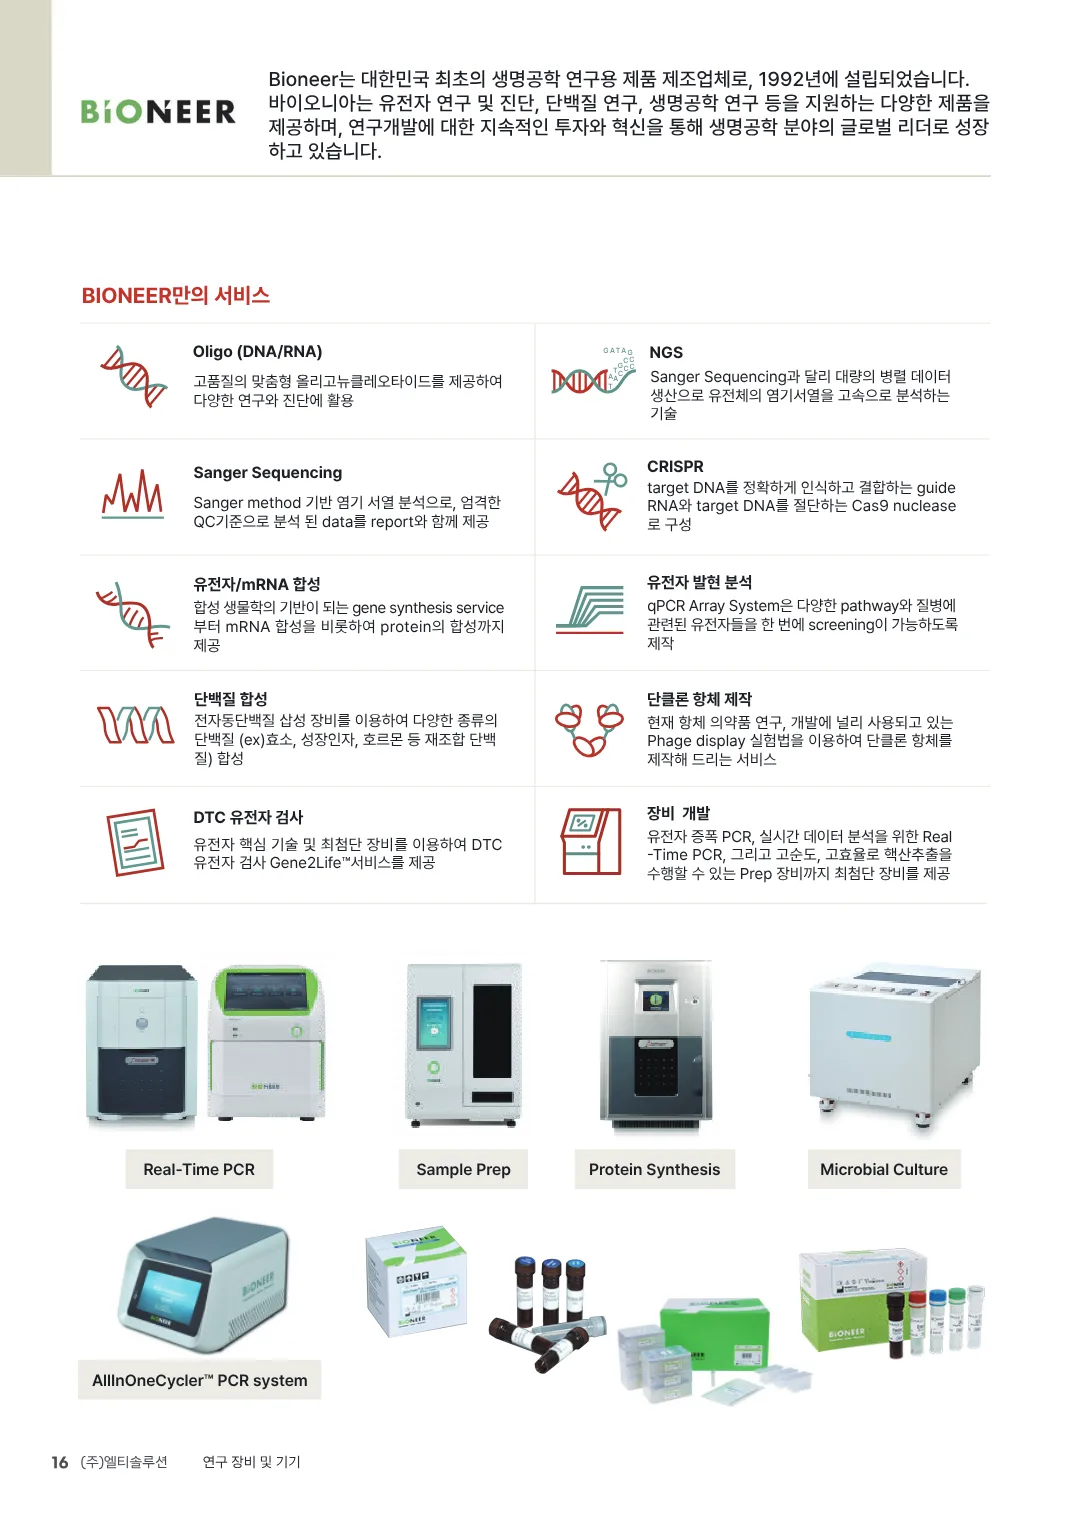 BiONEER
Bioneer는 대한민국 최초의 생명공학 연구용 제품 제조업체로, 1992년에 설립되었습니다.
바이오니아는 유전자 연구 및 진단, 단백질 연구, 생명공학 연구 등을 지원하는 다양한 제품을
제공하며, 연구개발에 대한 지속적인 투자와 혁신을 통해 생명공학 분야의 글로벌 리더로 성장
하고 있습니다.
BIONEER만의 서비스
Oligo (DNA/RNA)
고품질의 맞춤형 올리고뉴클레오타이드를 제공하여
다양한 연구와 진단에 활용
NGS
Sanger Sequencing과 달리 대량의 병렬 데이터
생산으로 유전체의 염기서열을 고속으로 분석하는
기술
Sanger Sequencing
Sanger method 기반 염기 서열 분석으로, 엄격한
QC기준으로 분석 된 data를 report와 함께 제공
CRISPR
target DNA를 정확하게 인식하고 결합하는 guide
RNA와 target DNA를 절단하는 Cas9 nuclease
로 구성
유전자/mRNA 합성
합성 생물학의 기반이 되는 gene synthesis service
부터 mRNA 합성을 비롯하여 protein의 합성까지
제공
유전자 발현 분석
qPCR Array System은 다양한 pathway와 질병에
관련된 유전자들을 한 번에 screening이 가능하도록
제작
단백질 합성
전자동단백질 삽성 장비를 이용하여 다양한 종류의
단백질 (ex)효소, 성장인자, 호르몬 등 재조합 단백
질) 합성
단클론 항체 제작
현재 항체 의약품 연구, 개발에 널리 사용되고 있는
Phage display 실험법을 이용하여 단클론 항체를
제작해 드리는 서비스
DTC 유전자 검사
유전자 핵심 기술 및 최첨단 장비를 이용하여 DTC
유전자 검사 Gene2Life™서비스를 제공
장비 개발
유전자 증폭 PCR, 실시간 데이터 분석을 위한 Real
-Time PCR, 그리고 고순도, 고효율로 핵산추출을
수행할 수 있는 Prep 장비까지 최첨단 장비를 제공
BIONEER
Real-Time PCR
Sample Prep
Protein Synthesis
Microbial Culture
BIONEER
BIONEER
BIONEER
BIONEER
AllInOneCycler™ PCR system
16 (주)엘티솔루션 연구 장비 및 기기